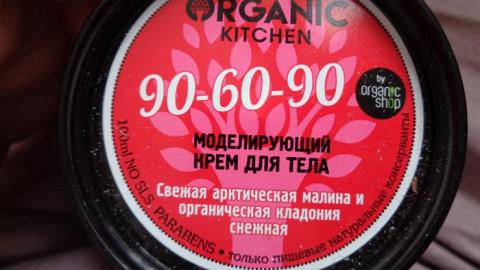 ORGANIC
KITCHEN
90-60-90
by
organic
shop
МОДЕЛИРУЮЩИЙ
КРЕМ ДЛЯ ТЕЛА
Свежая арктическая малина и
органическая кладония
снежная
100ml NO SLS, PARABENS • только пищевые натуральные консерванты